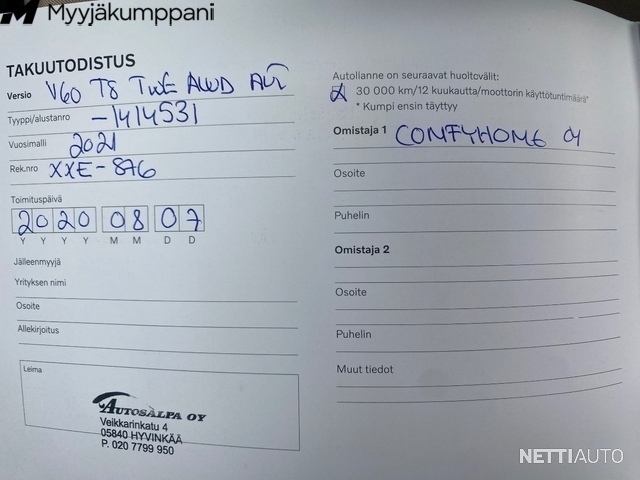 Myyjäkumppani
TAKUUTODISTUS
Versio V60 T8 TWE AWD AUT
Tyyppi/alustanro -1414531
Vuosimalli 2021
Rek.nro XXE-876
Toimituspäivä
2020 08 07
Y Y Y Y M M D D
Jälleenmyyjä
Yrityksen nimi
Osoite
Allekirjoitus
Leima
AUTOSALPA OY
Veikkarinkatu 4
05840 HYVINKÄÄ
P. 020 7799 950
Autollanne on seuraavat huoltovälit:
30 000 km/12 kuukautta/moottorin käyttötuntimäärä*
* Kumpi ensin täyttyy
Omistaja 1 COMFYHOME OY
Osoite
Puhelin
Omistaja 2
Osoite
Puhelin
Muut tiedot
NETTIAUTO